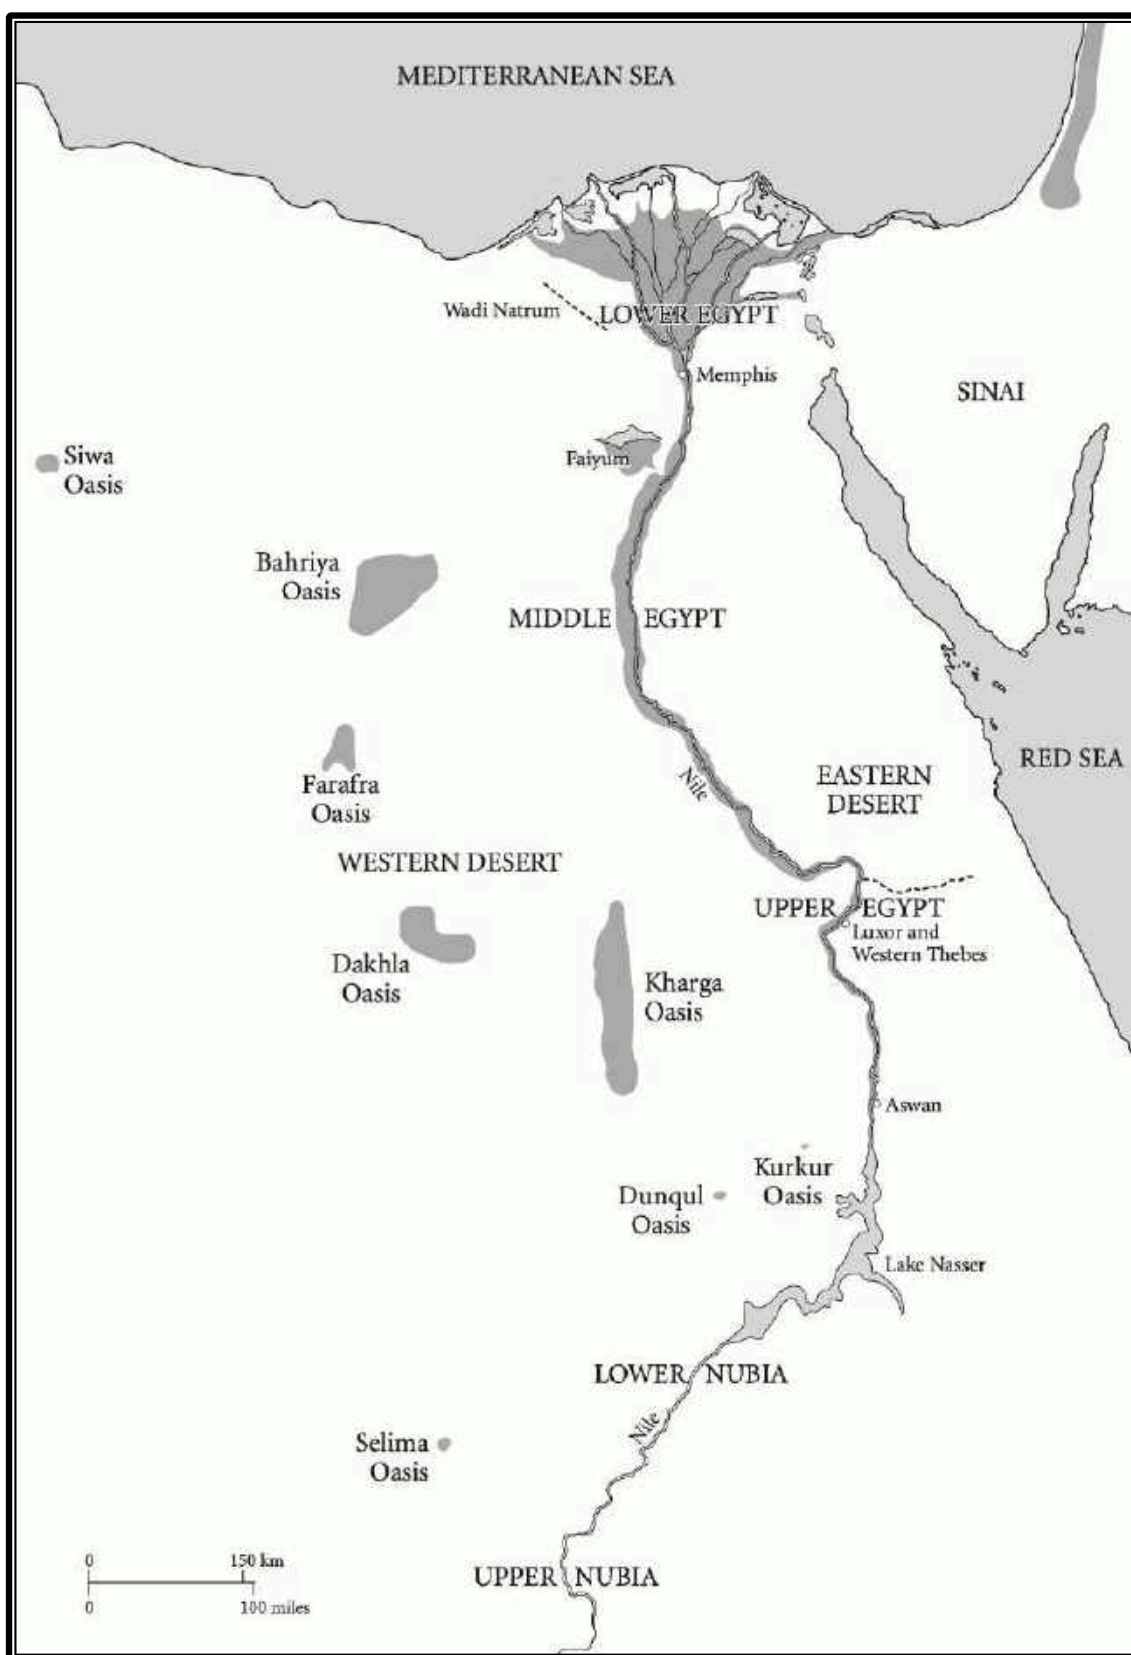 MEDITERRANEAN SEA
Wadi Natrum
LOWER EGYPT
Memphis
SINAI
Faiyum
Siwa
Oasis
Bahriya
Oasis
MIDDLE EGYPT
Nile
EASTERN
DESERT
RED SEA
Farafra
Oasis
WESTERN DESERT
UPPER EGYPT
Luxor and
Western Thebes
Dakhla
Oasis
Kharga
Oasis
Aswan
Kurkur
Oasis
Dunqul
Oasis
Lake Nasser
LOWER NUBIA
Nile
Selima
Oasis
UPPER NUBIA
0 150 km
0 100 miles